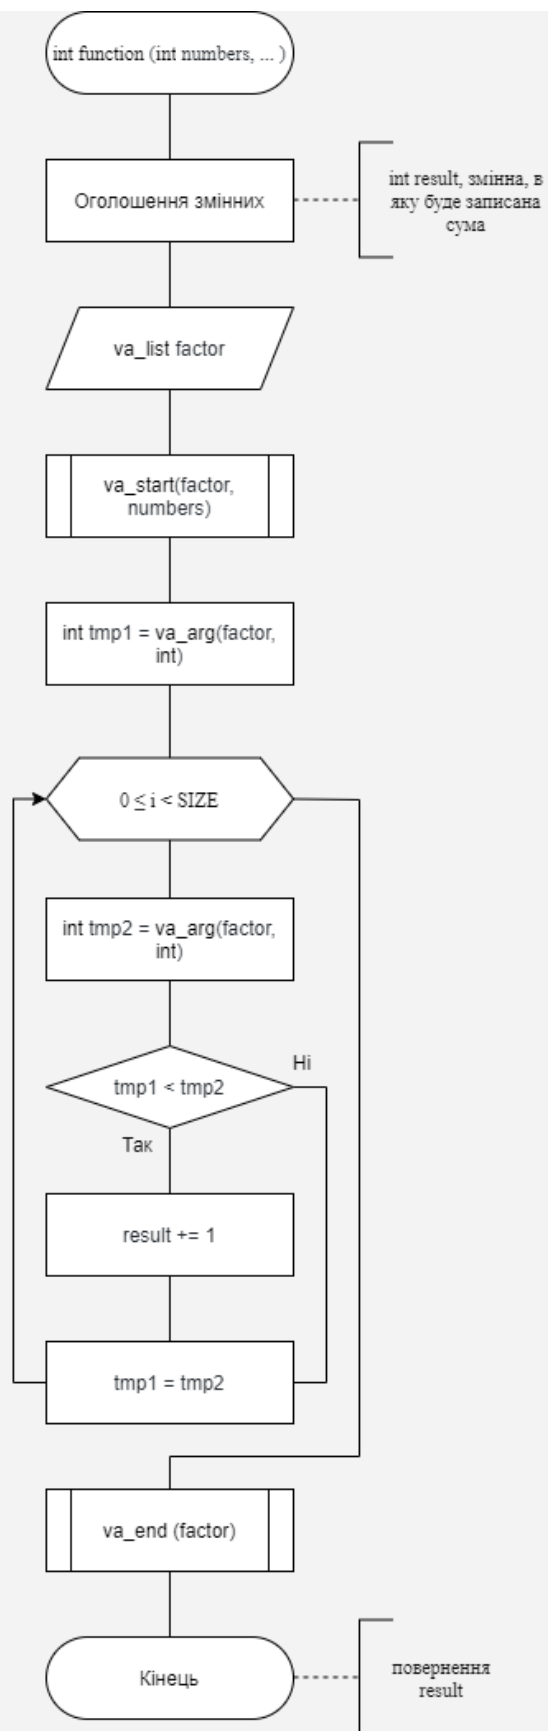 int function (int numbers, ... )
Оголошення змінних
int result, змінна, в
яку буде записана
сума
va_list factor
va_start(factor,
numbers)
int tmp1 = va_arg(factor,
int)
0 ≤ i < SIZE
int tmp2 = va_arg(factor,
int)
tmp1 < tmp2
Ні
Так
result += 1
tmp1 = tmp2
va_end (factor)
Кінець
повернення
result